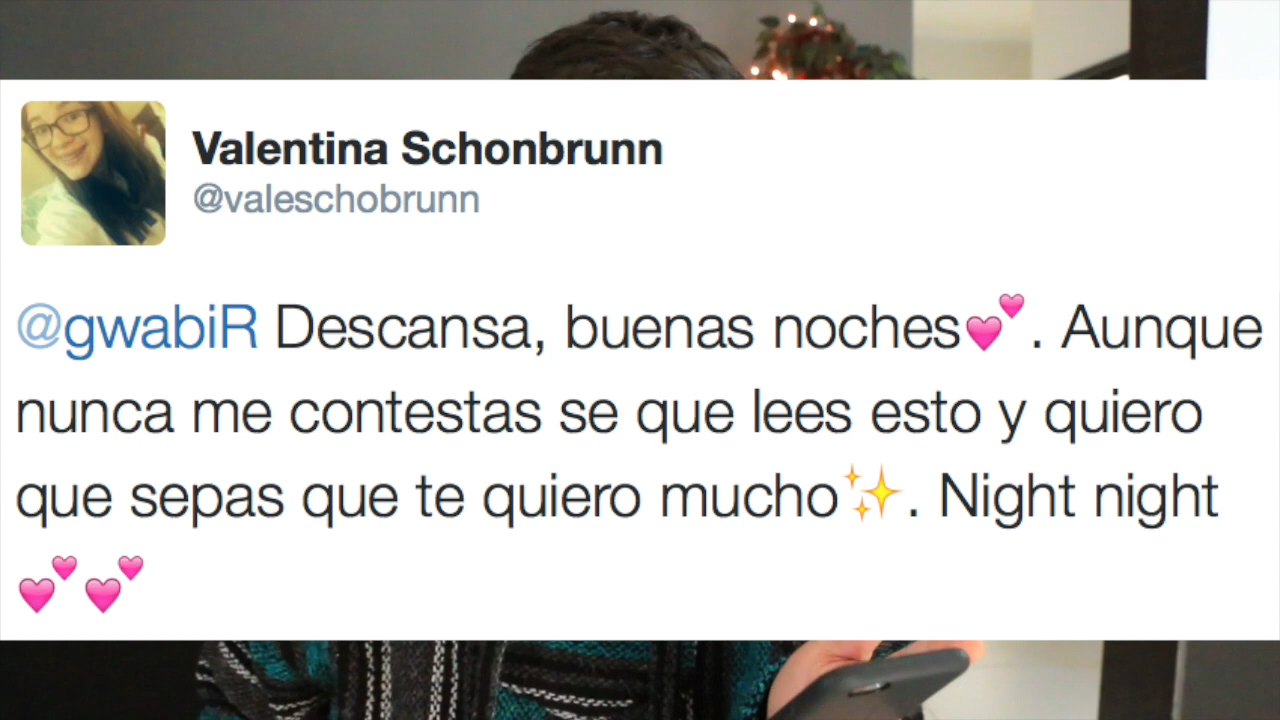 Valentina Schonbrunn
@valeschobrunn
@gwabiR Descansa, buenas noches💕. Aunque
nunca me contestas se que lees esto y quiero
que sepas que te quiero mucho✨. Night night
💕💕